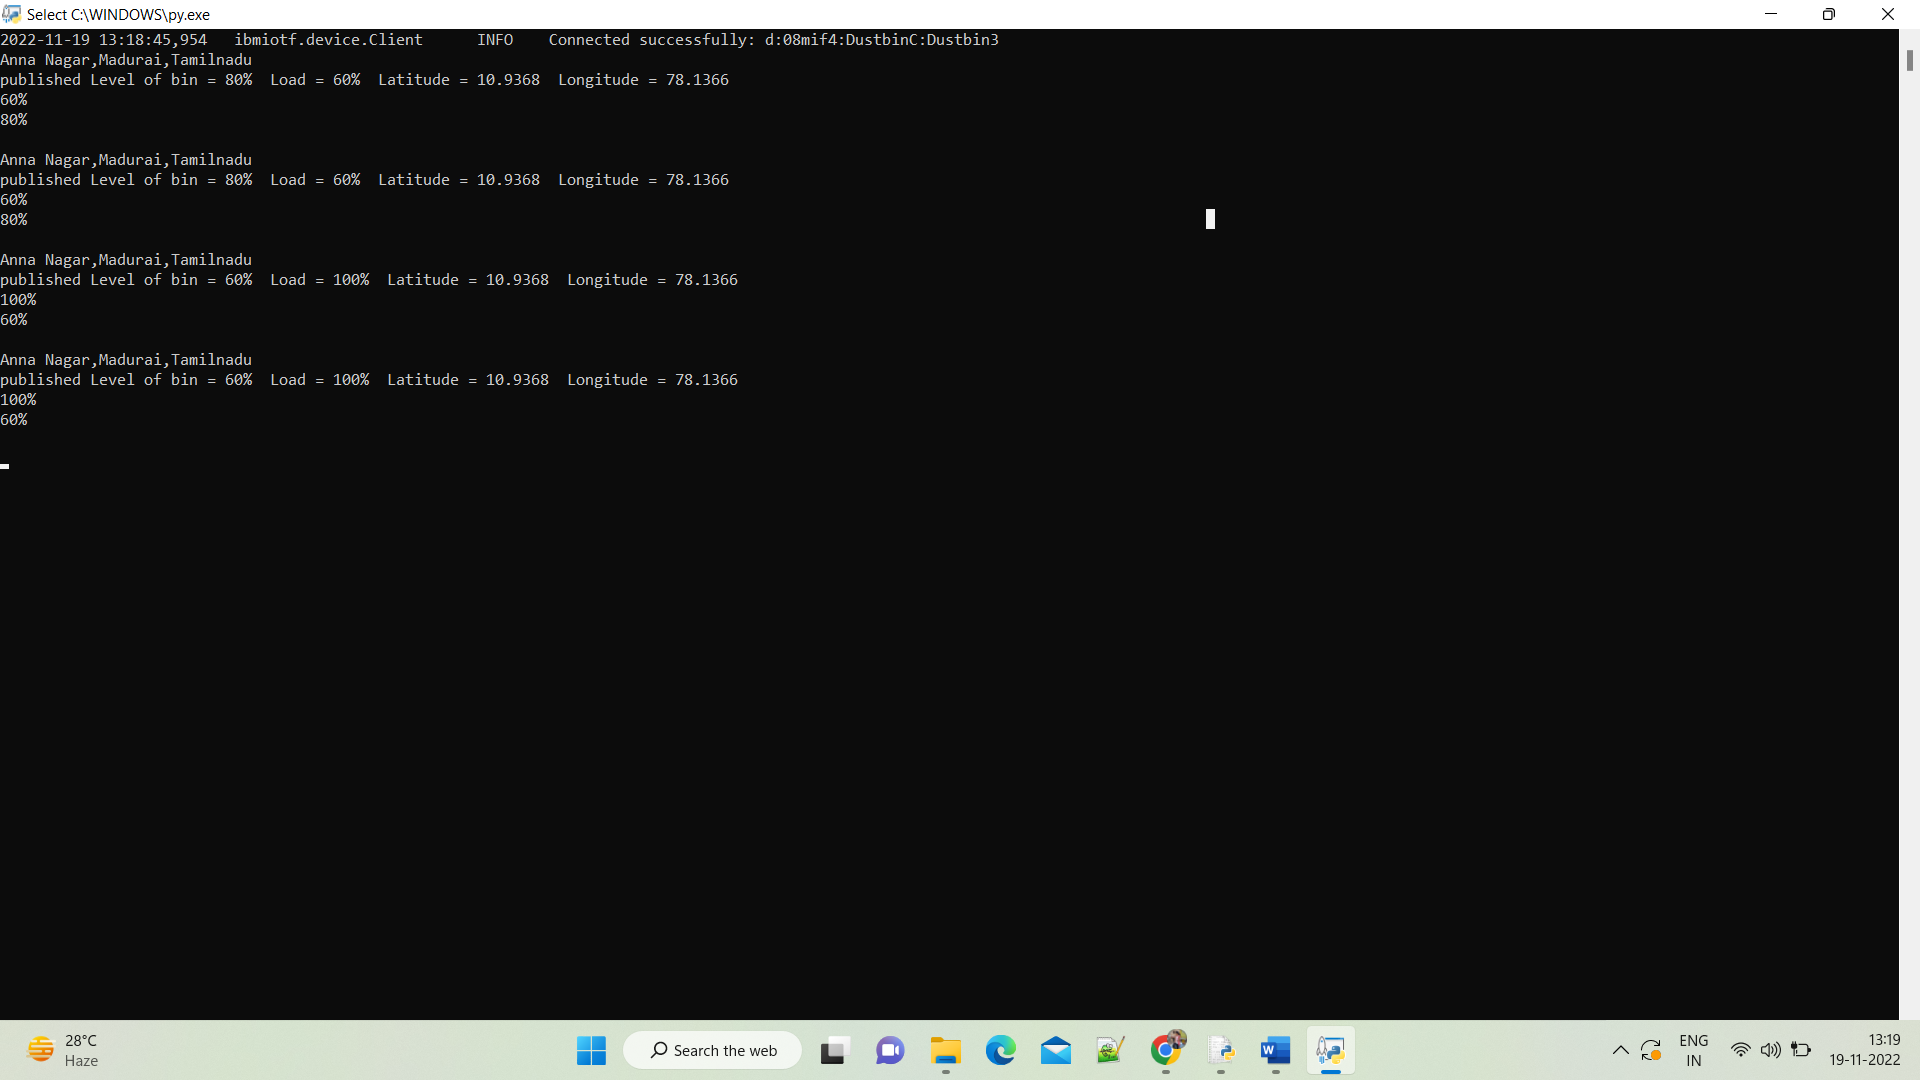 Select C:\WINDOWS\py.exe
2022-11-19 13:18:45,954   ibmiotf.device.Client      INFO    Connected successfully: d:08mif4:DustbinC:Dustbin3
Anna Nagar,Madurai,Tamilnadu
published Level of bin = 80%  Load = 60%  Latitude = 10.9368  Longitude = 78.1366
60%
80%

Anna Nagar,Madurai,Tamilnadu
published Level of bin = 80%  Load = 60%  Latitude = 10.9368  Longitude = 78.1366
60%
80%

Anna Nagar,Madurai,Tamilnadu
published Level of bin = 60%  Load = 100%  Latitude = 10.9368  Longitude = 78.1366
100%
60%

Anna Nagar,Madurai,Tamilnadu
published Level of bin = 60%  Load = 100%  Latitude = 10.9368  Longitude = 78.1366
100%
60%

28°C
Haze
Search the web
W
ENG
IN
13:19
19-11-2022